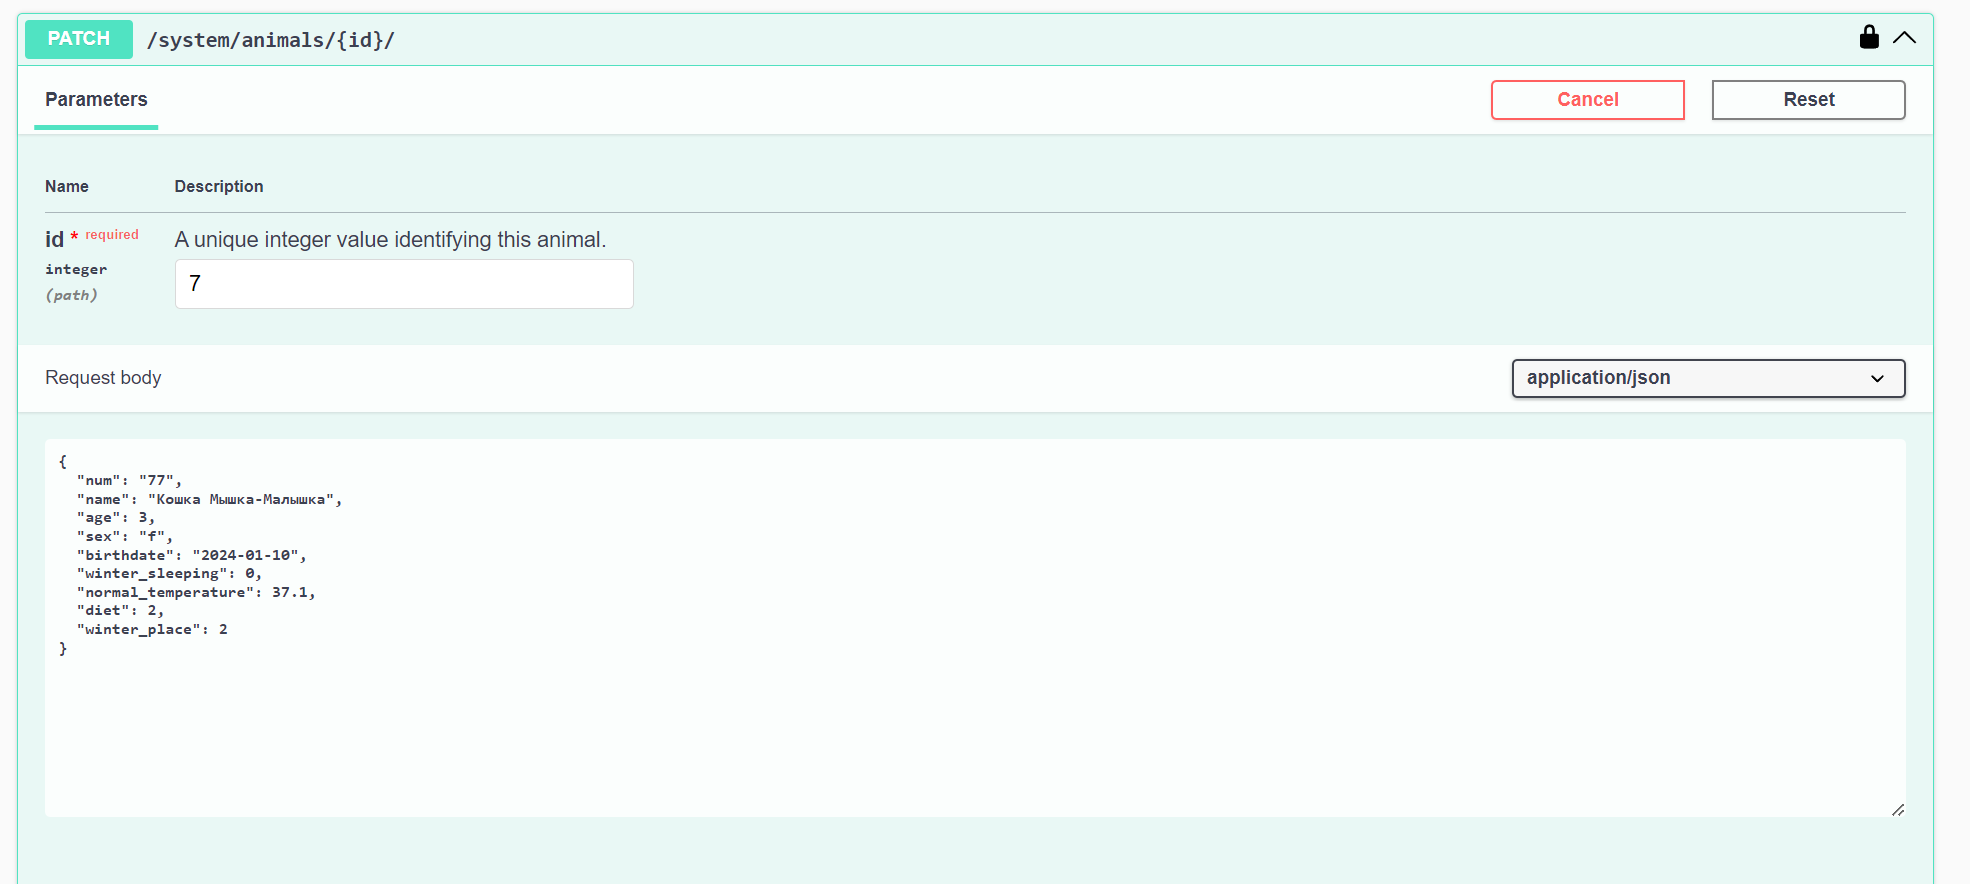 PATCH /system/animals/{id}/
Parameters
Cancel
Reset
Name Description
id * required
A unique integer value identifying this animal.
integer
(path)
7
Request body
application/json
{
"num": "77",
"name": "Кошка Мышка-Малышка",
"age": 3,
"sex": "f",
"birthdate": "2024-01-10",
"winter_sleeping": 0,
"normal_temperature": 37.1,
"diet": 2,
"winter_place": 2
}